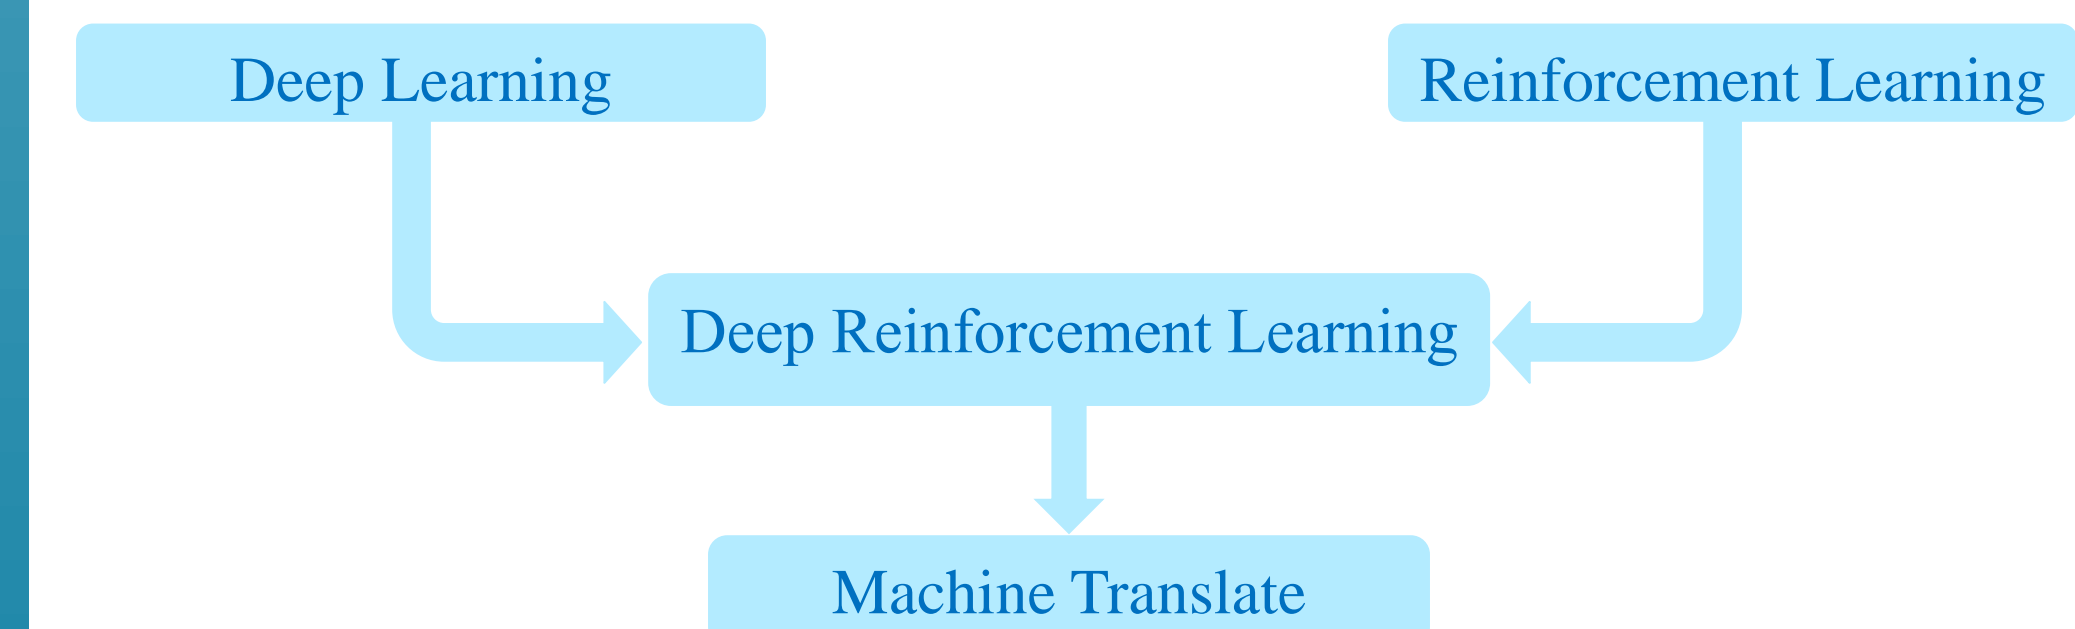 Deep Learning
Reinforcement Learning
Deep Reinforcement Learning
Machine Translate